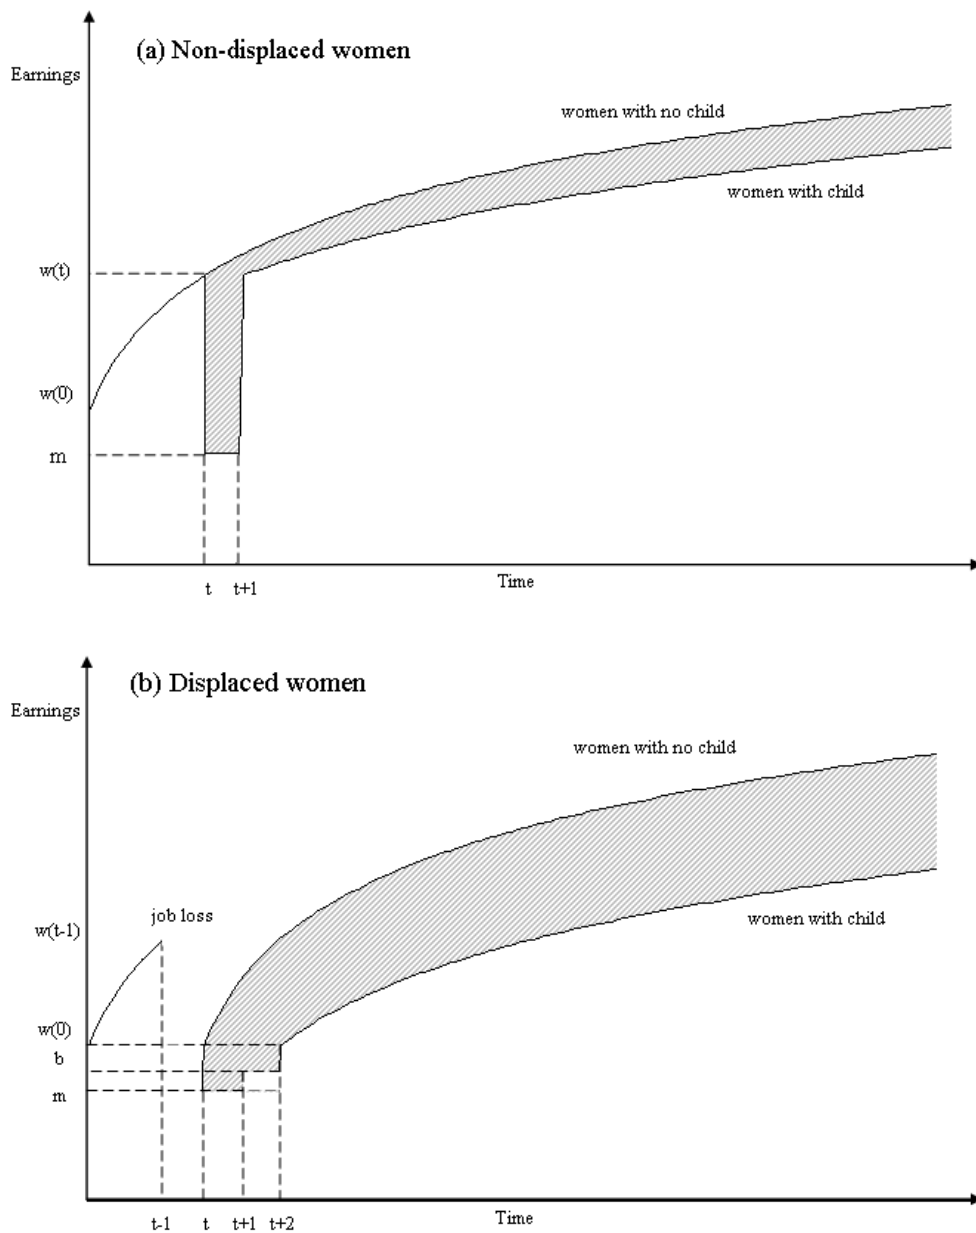 (a) Non-displaced women
Earnings
women with no child
women with child
w(t)
w(0)
m
t
t+1
Time
(b) Displaced women
Earnings
women with no child
job loss
women with child
w(t-1)
w(0)
b
m
t-1
t
t+1
t+2
Time